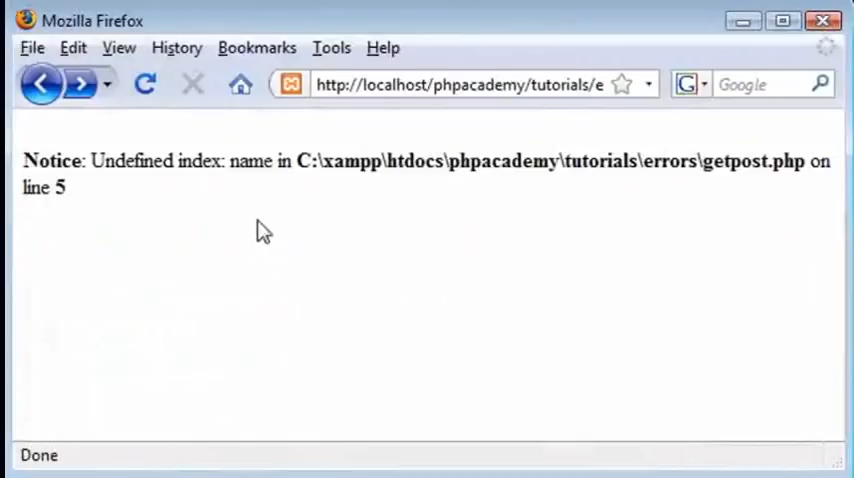 Mozilla Firefox
File Edit View History Bookmarks Tools Help
http://localhost/phpacademy/tutorials/e G Google
Notice: Undefined index: name in C:\xampp\htdocs\phpacademy\tutorials\errors\getpost.php on
line 5
Done